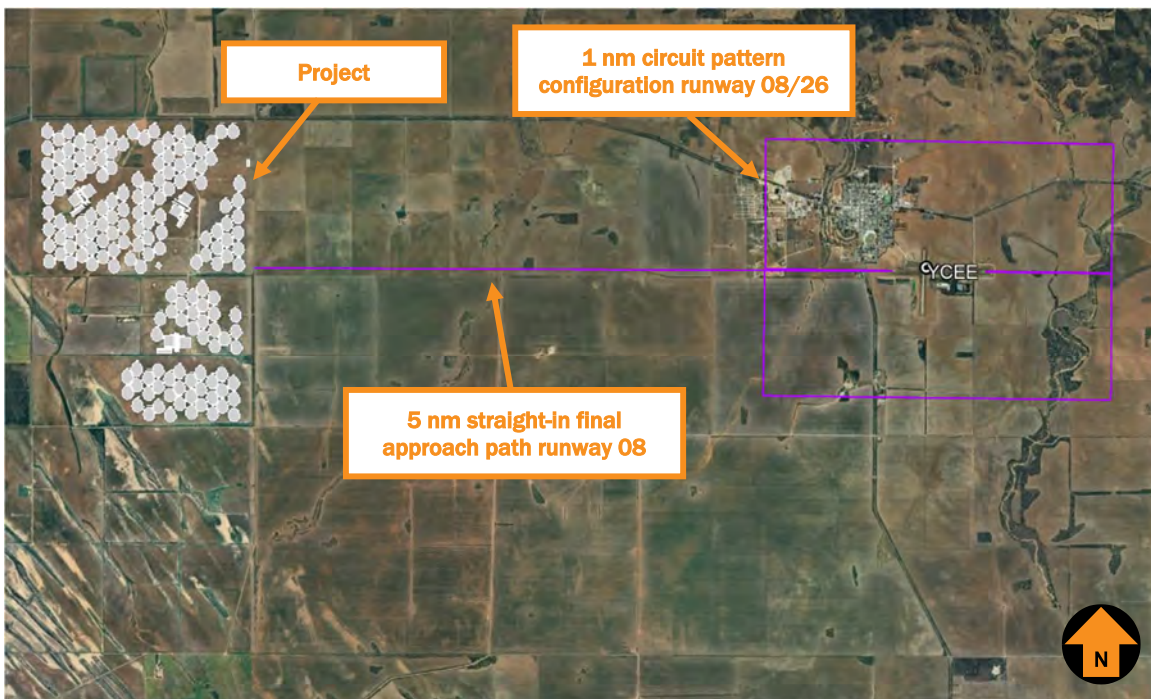 Project
1 nm circuit pattern
configuration runway 08/26
YCEE
5 nm straight-in final
approach path runway 08
N